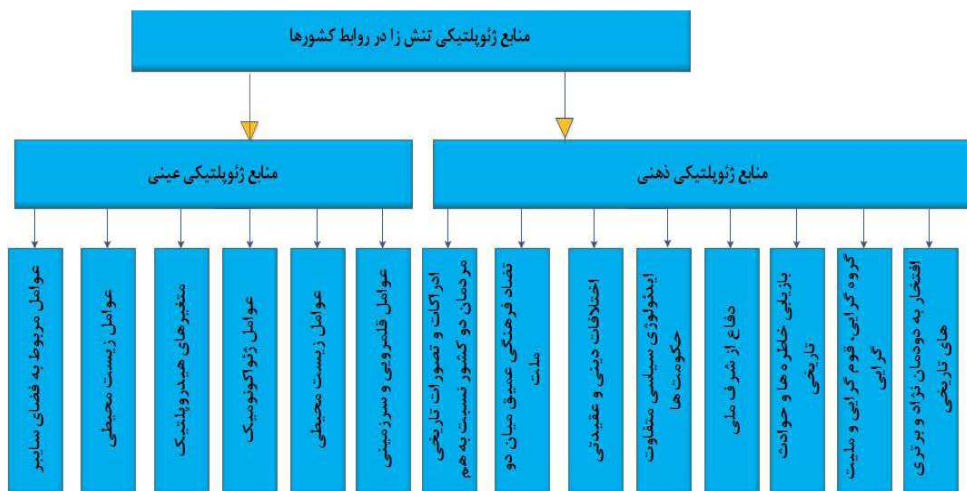 منابع ژئوپلتیکی تنش زا در روابط کشورها
منابع ژئوپلتیکی ذهنی
منابع ژئوپلتیکی عینی
افتخار به دودمان نژاد و برتری
های تاریخی
گروه گرایی، قوم گرایی و ملیت
گرایی
بازیابی خاطره ها و حوادث
تاریخی
دفاع از شرف ملی
ایدئولوژی سیاسی متفاوت
حکومت ها
اختلافات دینی و عقیدتی
تضاد فرهنگی عمیق میان دو
ملت
ادراکات و تصورات تاریخی
مردمان دو کشور نسبت به هم
عوامل قلمرویی و سرزمینی
عوامل زیست محیطی
عوامل ژئواکونومیک
متغیرهای هیدروپلتیک
عوامل زیست محیطی
عوامل مربوط به فضای سایبر